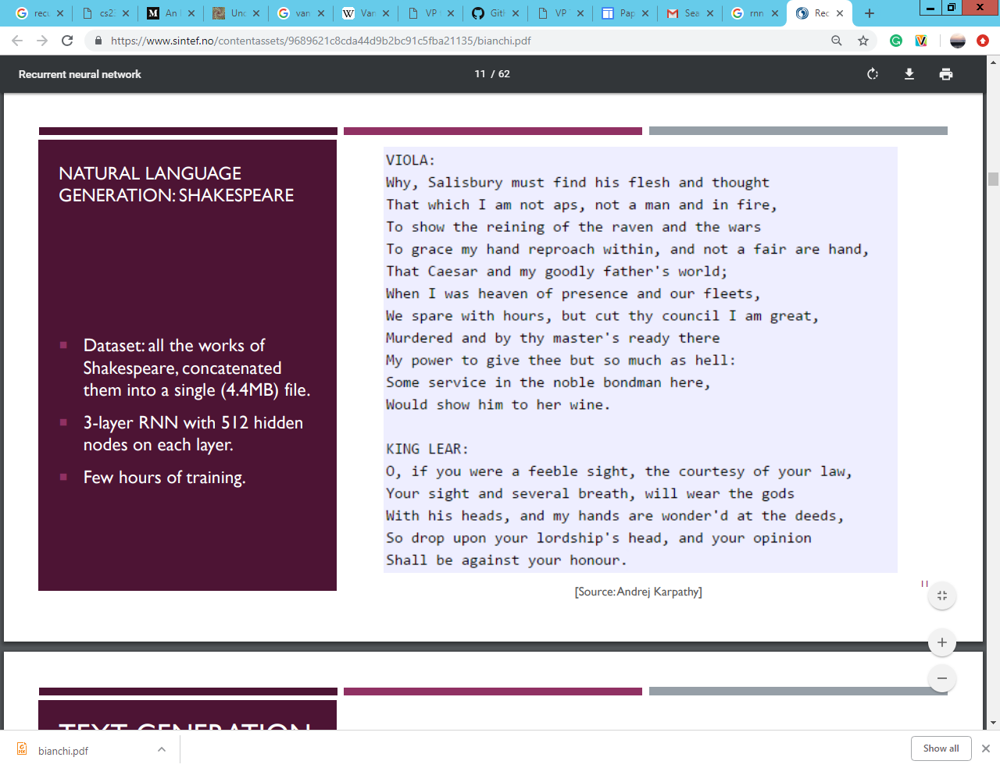 recu
cs2
An
Unc
van
W Van
VP
Git
VP
Pap
Sea
rnn
Rec
https://www.sintef.no/contentassets/9689621c8cda44d9b2bc91c5fba21135/bianchi.pdf
Recurrent neural network
11 / 62
NATURAL LANGUAGE
GENERATION: SHAKESPEARE
Dataset: all the works of
Shakespeare, concatenated
them into a single (4.4MB) file.
3-layer RNN with 512 hidden
nodes on each layer.
Few hours of training.
VIOLA:
Why, Salisbury must find his flesh and thought
That which I am not aps, not a man and in fire,
To show the reining of the raven and the wars
To grace my hand reproach within, and not a fair are hand,
That Caesar and my goodly father's world;
When I was heaven of presence and our fleets,
We spare with hours, but cut thy council I am great,
Murdered and by thy master's ready there
My power to give thee but so much as hell:
Some service in the noble bondman here,
Would show him to her wine.
KING LEAR:
O, if you were a feeble sight, the courtesy of your law,
Your sight and several breath, will wear the gods
With his heads, and my hands are wonder'd at the deeds,
So drop upon your lordship's head, and your opinion
Shall be against your honour.
[Source: Andrej Karpathy]
11
TEXT GENERATION
bianchi.pdf
Show all